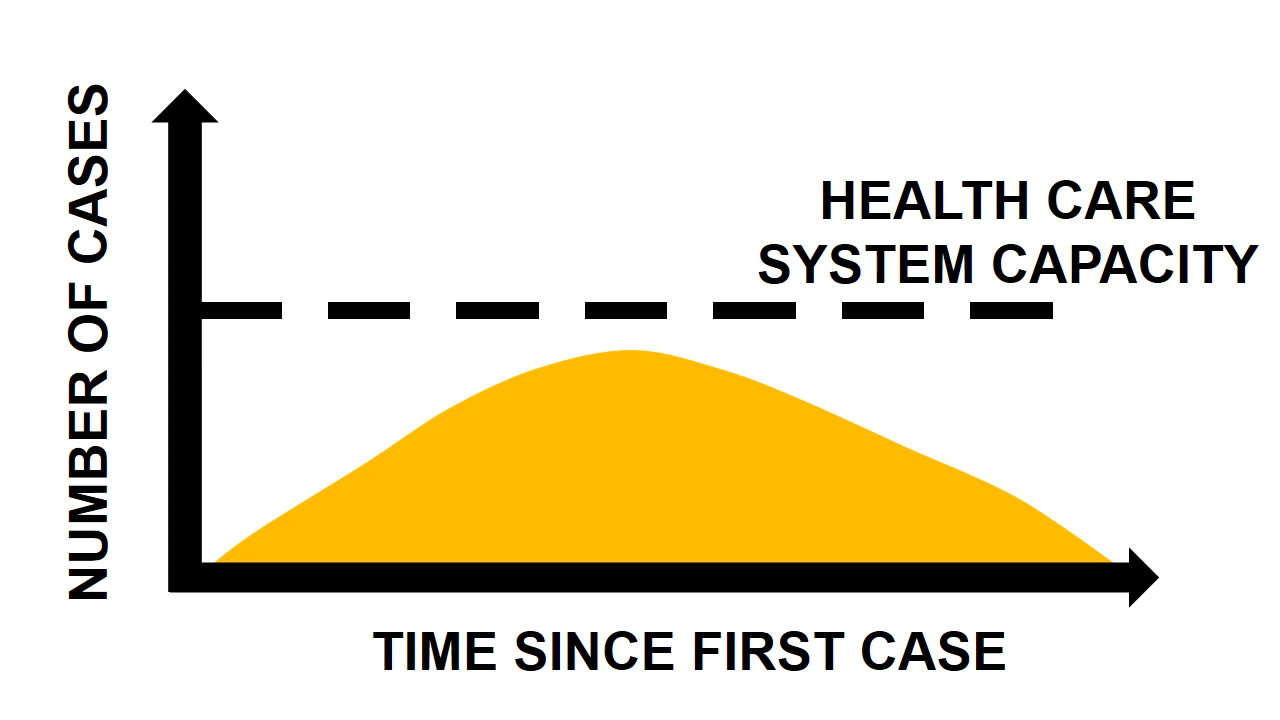 NUMBER OF CASES
HEALTH CARE
SYSTEM CAPACITY
TIME SINCE FIRST CASE